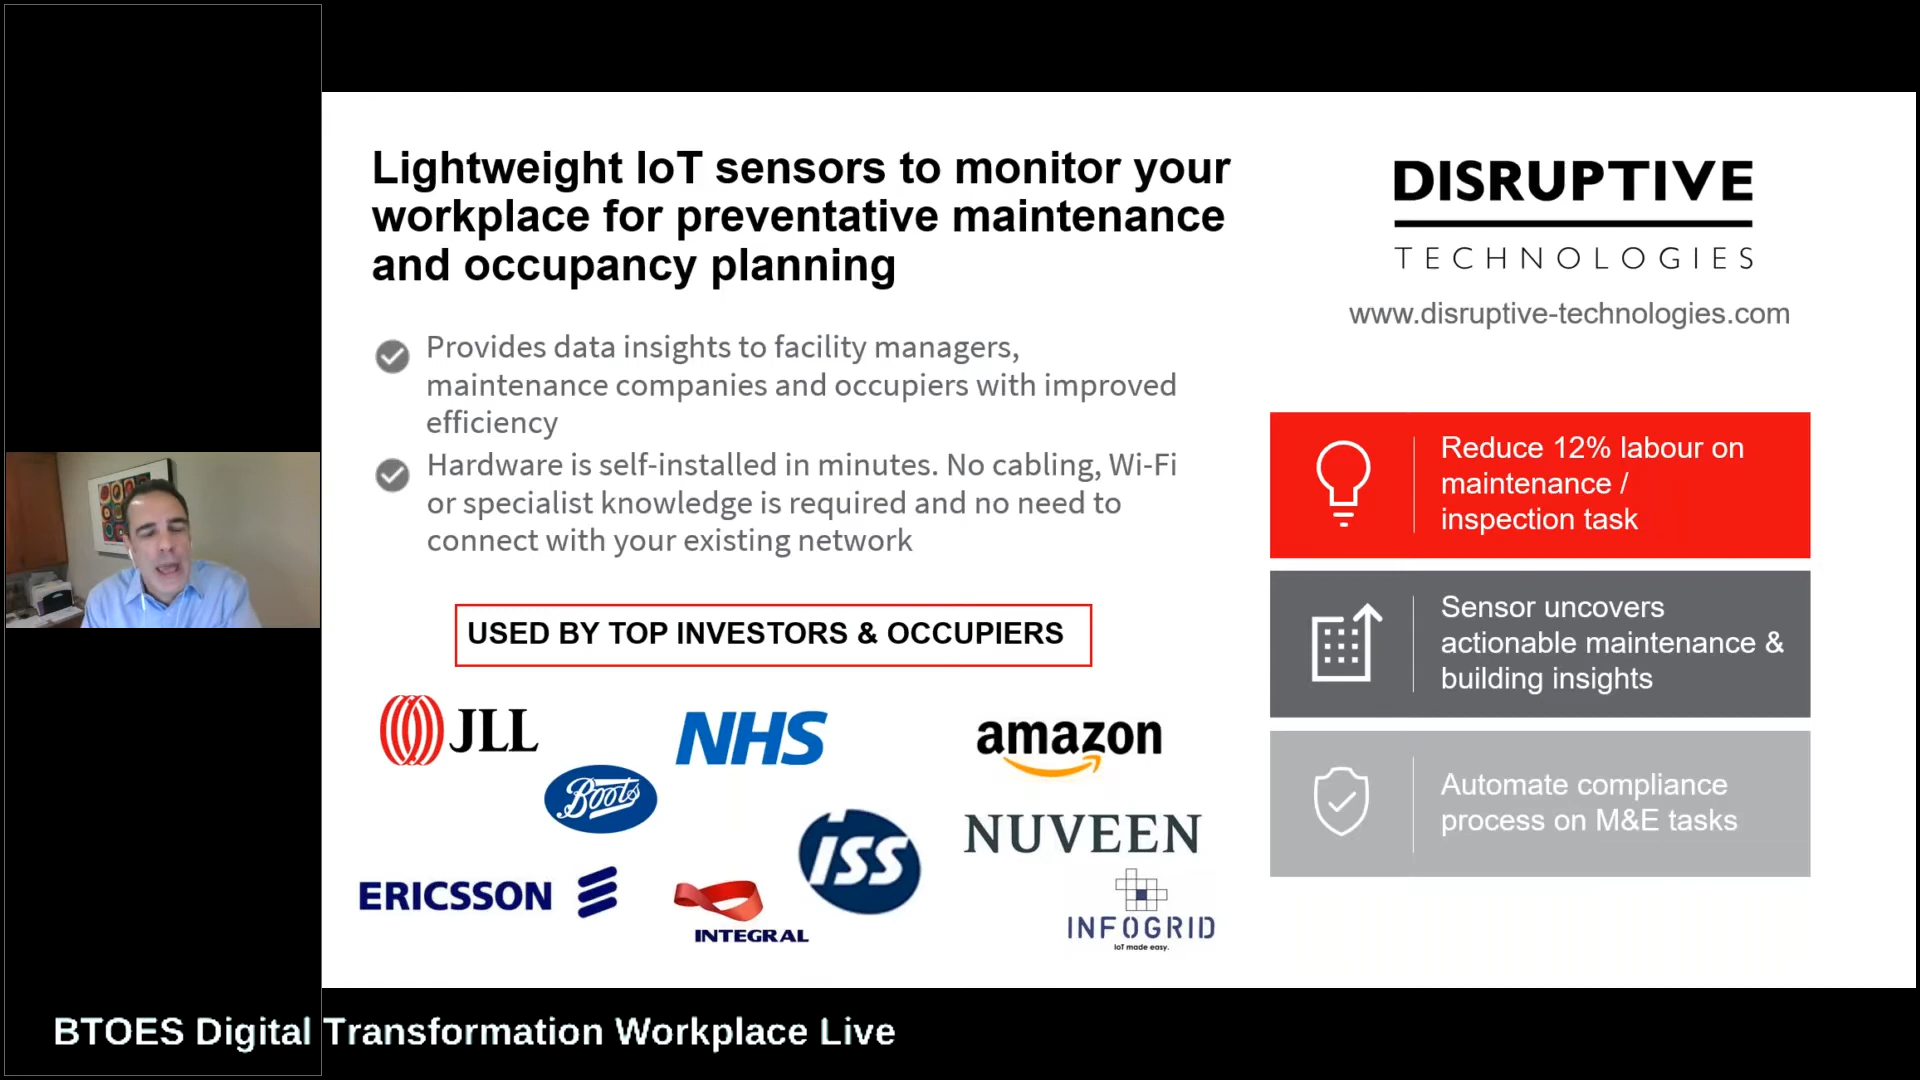 Lightweight IoT sensors to monitor your
workplace for preventative maintenance
and occupancy planning
Provides data insights to facility managers,
maintenance companies and occupiers with improved
efficiency
Hardware is self-installed in minutes. No cabling, Wi-Fi
or specialist knowledge is required and no need to
connect with your existing network
USED BY TOP INVESTORS & OCCUPIERS
JLL
NHS
amazon
Boots
ISS
NUVEEN
ERICSSON
INTEGRAL
INFOGRID
IoT made easy.
DISRUPTIVE
TECHNOLOGIES
www.disruptive-technologies.com
Reduce 12% labour on
maintenance /
inspection task
Sensor uncovers
actionable maintenance &
building insights
Automate compliance
process on M&E tasks
BTOES Digital Transformation Workplace Live